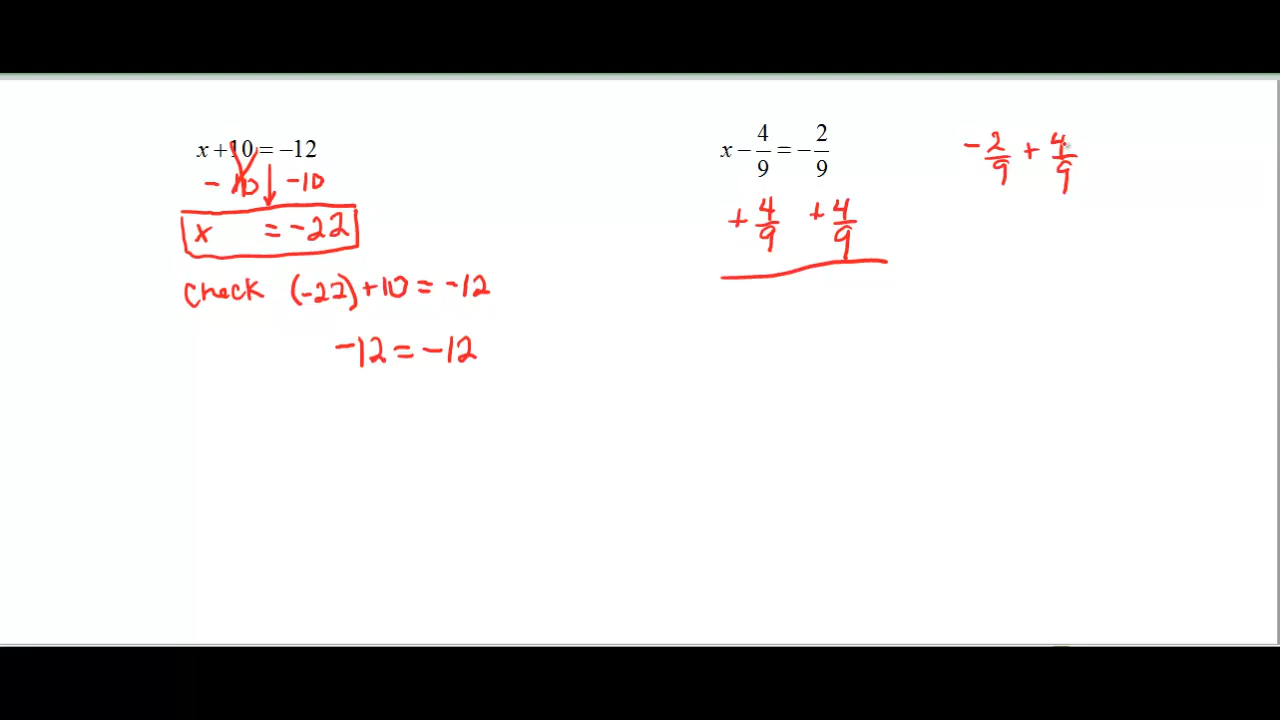 x + 10 = −12
− 10 −10
x = −22
check (−22) + 10 = −12
−12 = −12
x − 4/9 = − 2/9
+ 4/9 + 4/9
− 2/9 + 4/9